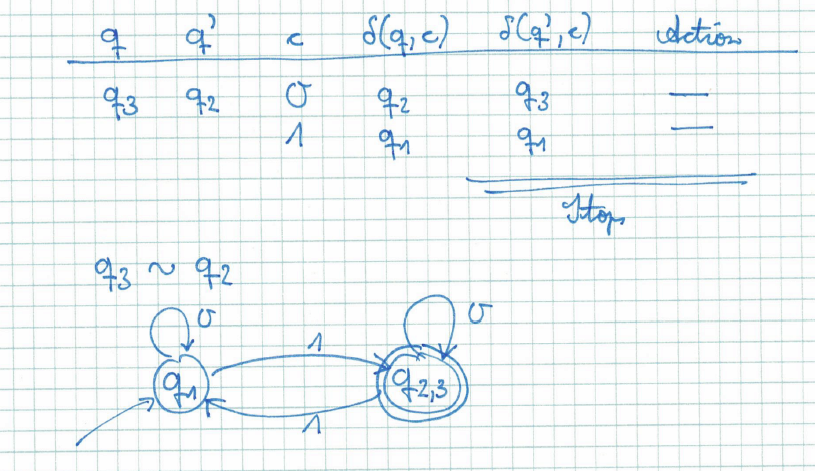 q q' c δ(q,c) δ(q',c) Action
q3 q2 0 q2 q3 —
1 q1 q1 —
Stop
q3 ~ q2
0 0
1
q1 q2,3
1